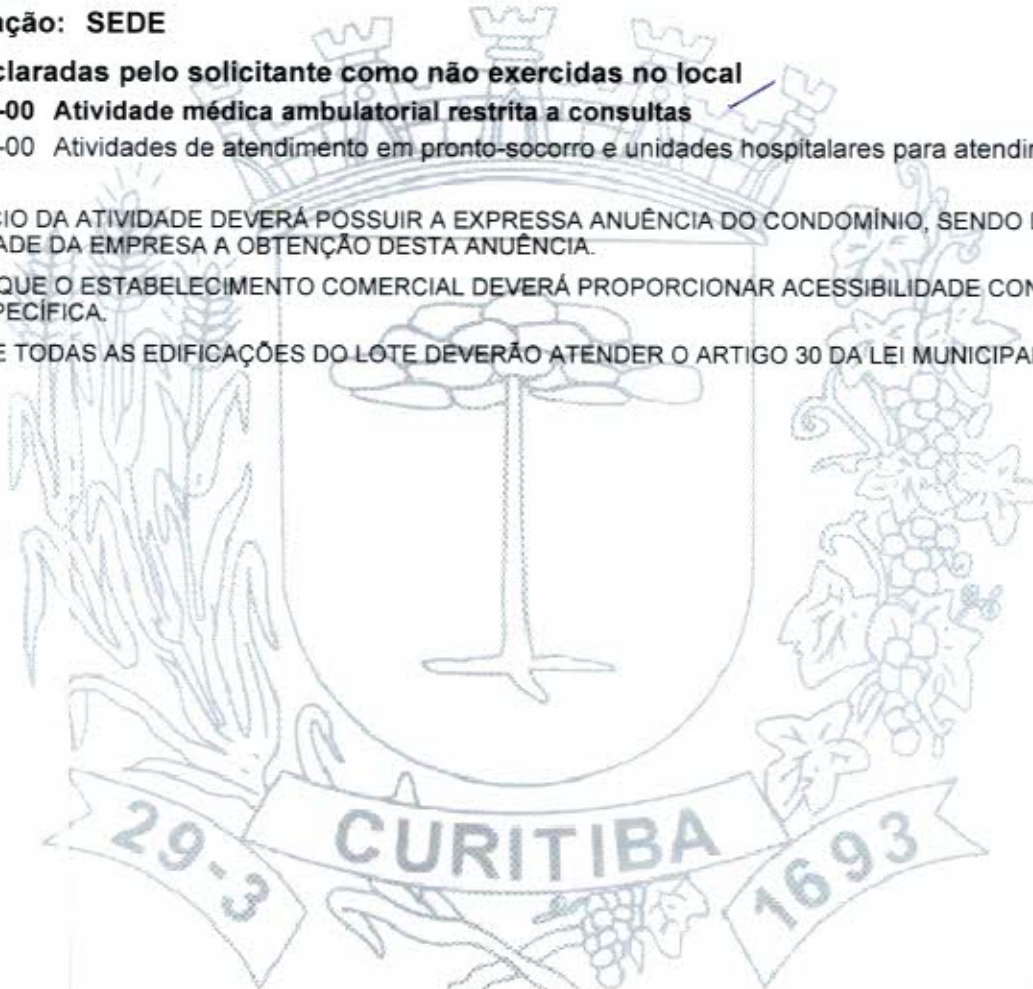 ação: SEDE
claradas pelo solicitante como não exercidas no local
-00 Atividade médica ambulatorial restrita a consultas
-00 Atividades de atendimento em pronto-socorro e unidades hospitalares para atendi
CIO DA ATIVIDADE DEVERÁ POSSUIR A EXPRESSA ANUÊNCIA DO CONDOMÍNIO, SENDO
ADE DA EMPRESA A OBTENÇÃO DESTA ANUÊNCIA.
QUE O ESTABELECIMENTO COMERCIAL DEVERÁ PROPORCIONAR ACESSIBILIDADE CON
PECÍFICA.
E TODAS AS EDIFICAÇÕES DO LOTE DEVERÃO ATENDER O ARTIGO 30 DA LEI MUNICIPA
29-3 CURITIBA 1693